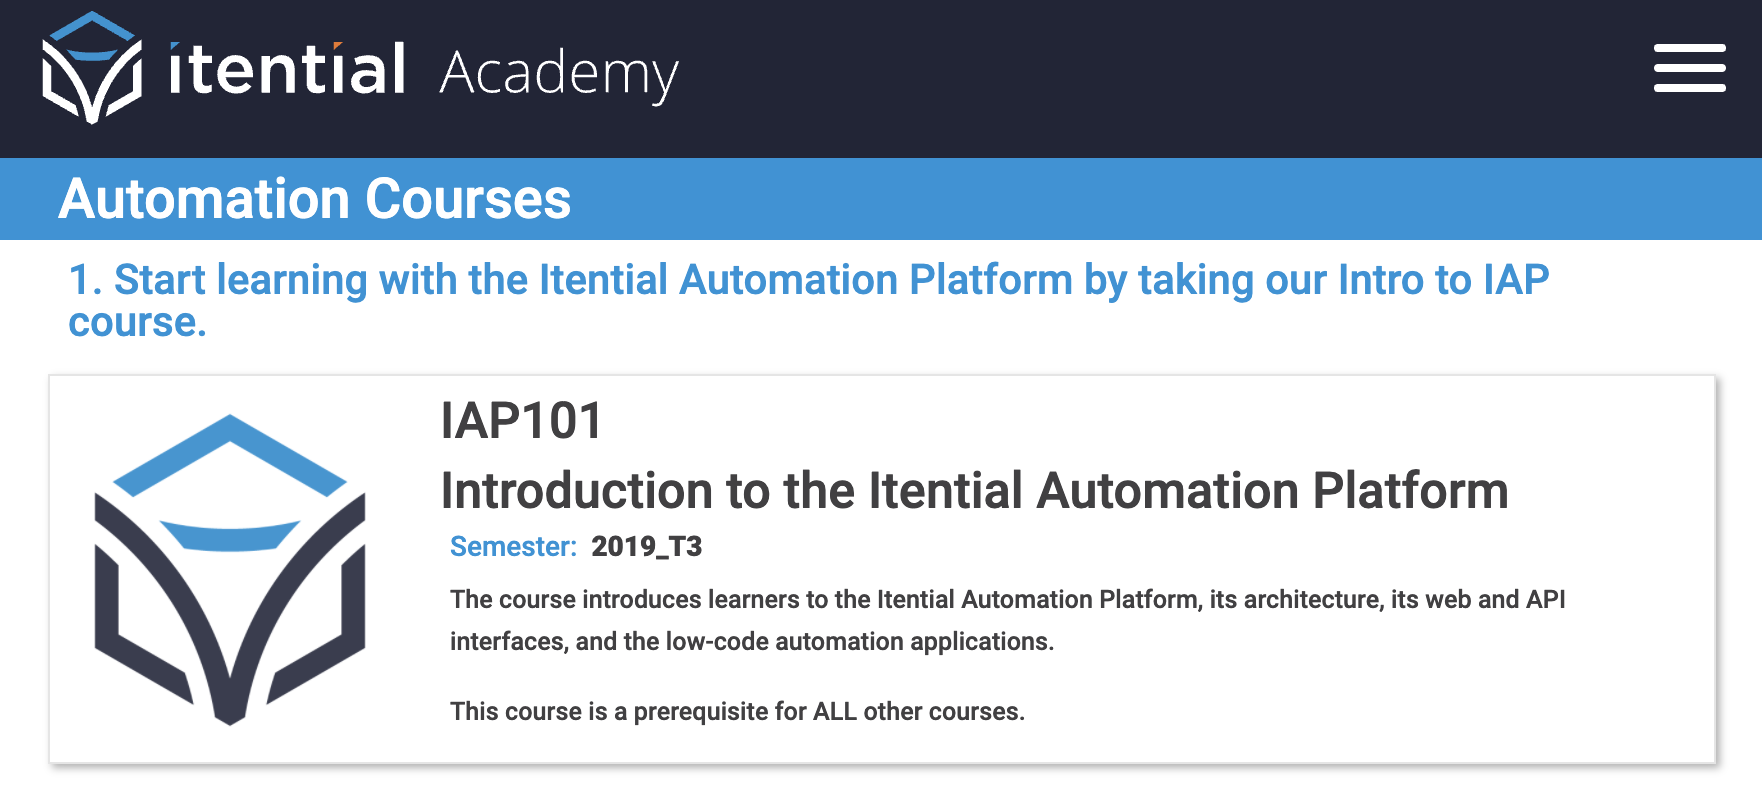 itential Academy
Automation Courses
1. Start learning with the Itential Automation Platform by taking our Intro to IAP
course.
IAP101
Introduction to the Itential Automation Platform
Semester: 2019_T3
The course introduces learners to the Itential Automation Platform, its architecture, its web and API
interfaces, and the low-code automation applications.
This course is a prerequisite for ALL other courses.